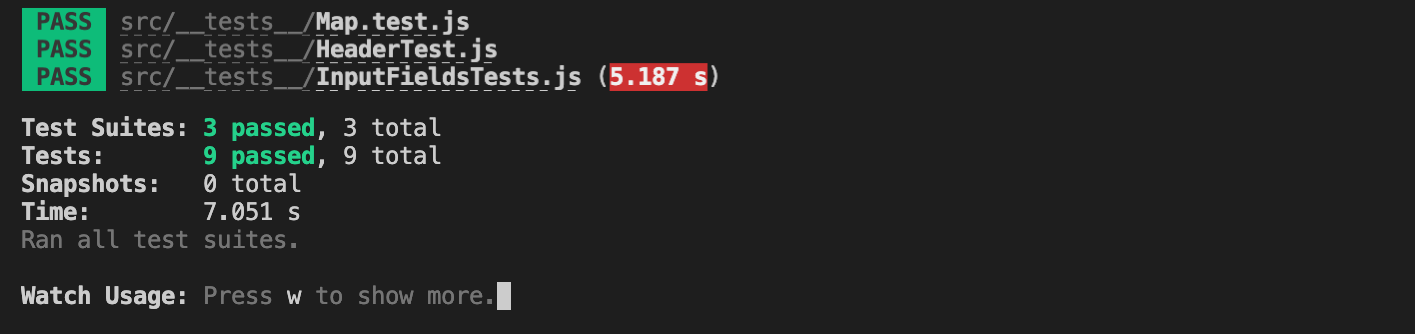 PASS src/__tests__/Map.test.js
PASS src/__tests__/HeaderTest.js
PASS src/__tests__/InputFieldsTests.js (5.187 s)
Test Suites: 3 passed, 3 total
Tests: 9 passed, 9 total
Snapshots: 0 total
Time: 7.051 s
Ran all test suites.
Watch Usage: Press w to show more.